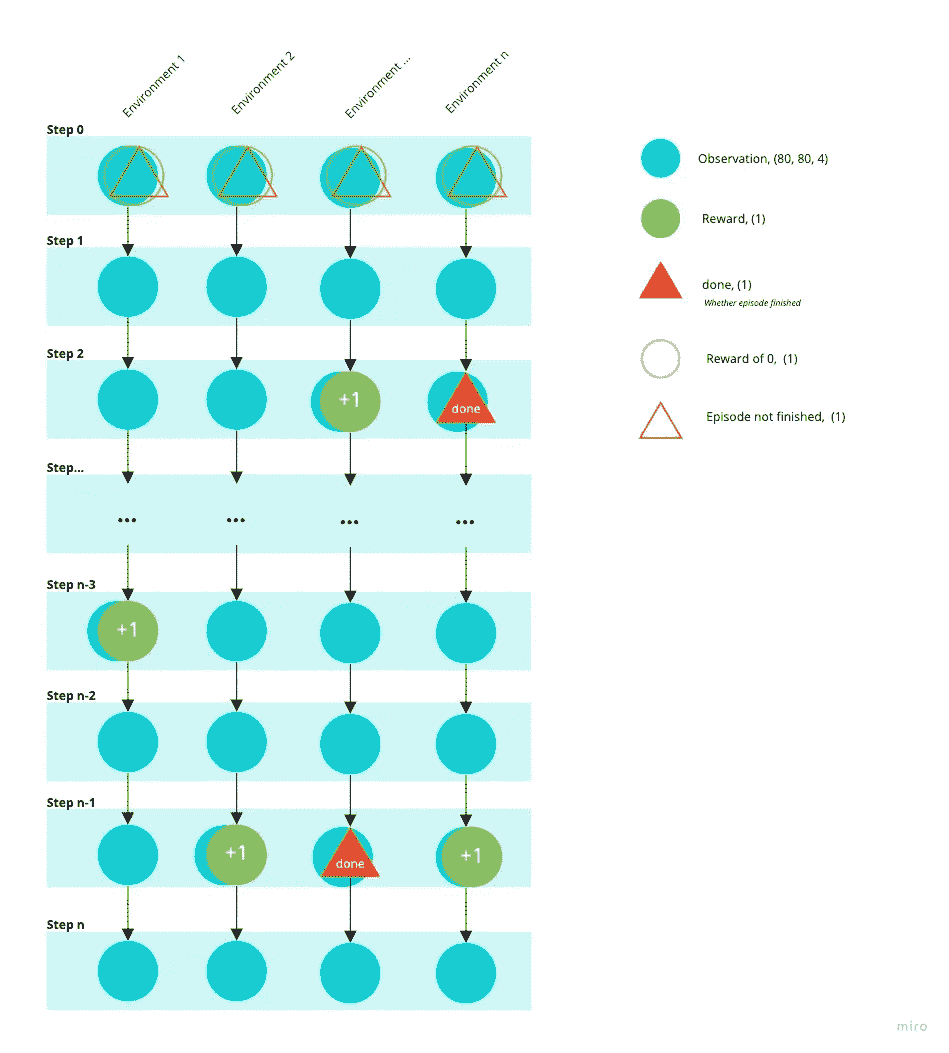 Environment 1
Environment 2
Environment ...
Environment n
Step 0
Step 1
Step 2
+1
done
Step...
...
...
...
...
Step n-3
+1
Step n-2
Step n-1
+1
done
+1
Step n
Observation, (80, 80, 4)
Reward, (1)
done, (1)
Whether episode finished
Reward of 0,  (1)
Episode not finished,  (1)
miro